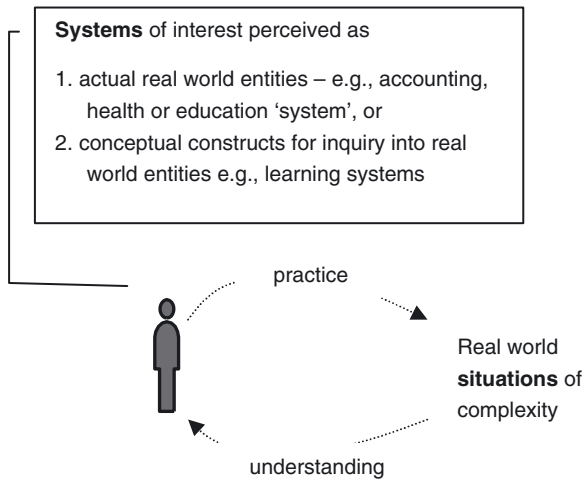 Systems of interest perceived as
1. actual real world entities – e.g., accounting,
health or education ‘system’, or
2. conceptual constructs for inquiry into real
world entities e.g., learning systems
practice
Real world
situations of
complexity
understanding